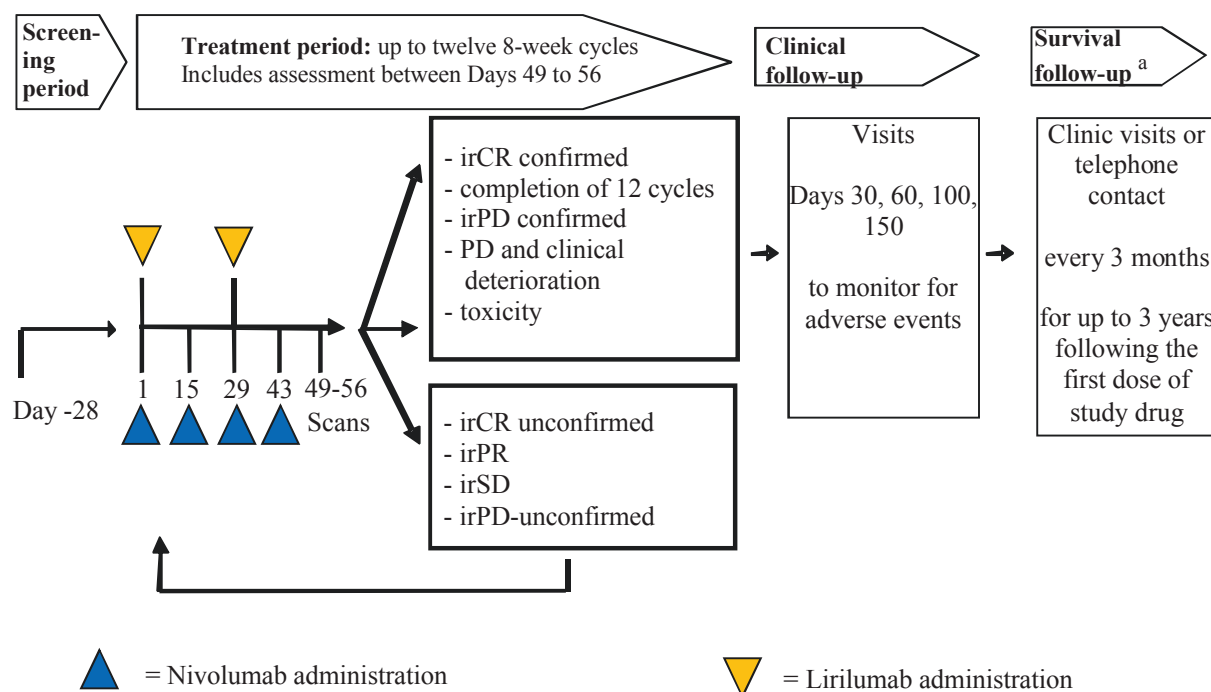 Screen-
ing
period
Treatment period: up to twelve 8-week cycles
Includes assessment between Days 49 to 56
Clinical
follow-up
Survival
follow-up a
Day -28
1 15 29 43 49-56
Scans
- irCR confirmed
- completion of 12 cycles
- irPD confirmed
- PD and clinical
deterioration
- toxicity
- irCR unconfirmed
- irPR
- irSD
- irPD-unconfirmed
Visits
Days 30, 60, 100,
150
to monitor for
adverse events
Clinic visits or
telephone
contact
every 3 months
for up to 3 years
following the
first dose of
study drug
= Nivolumab administration
= Lirilumab administration